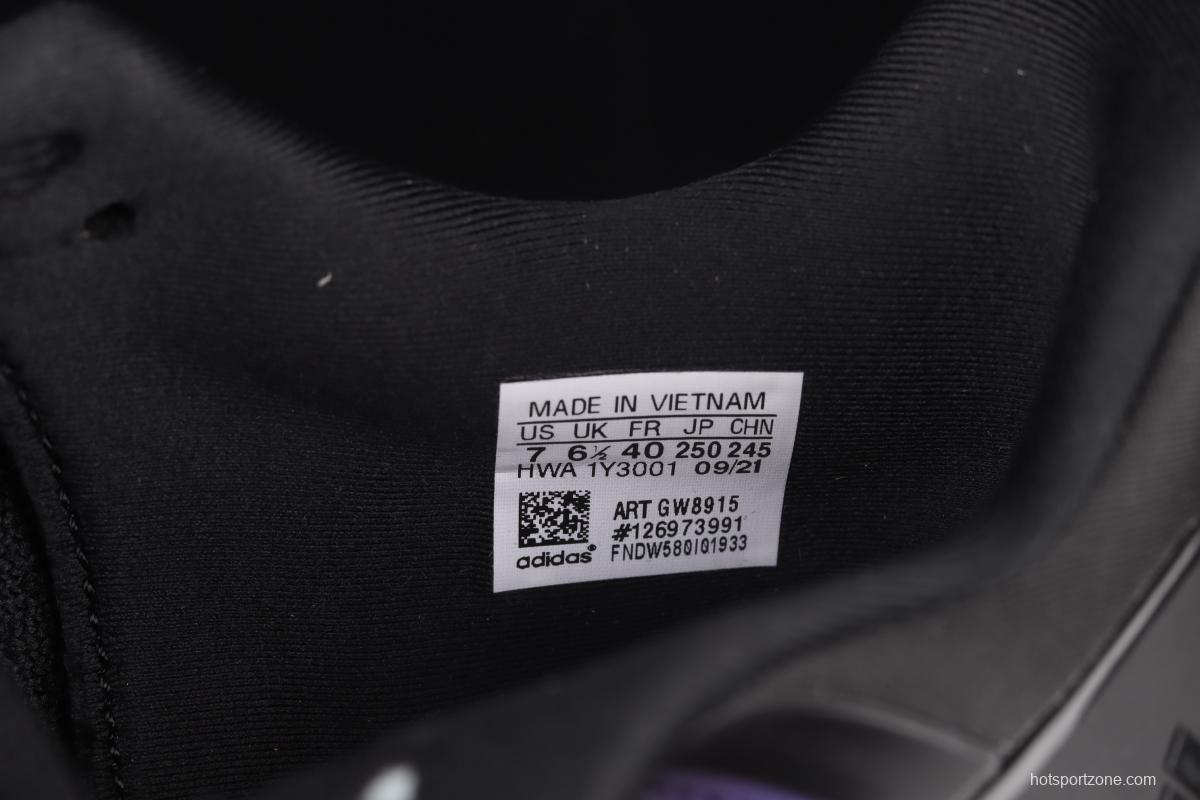 MADE IN VIETNAM
US UK FR JP CHN
7 6½ 40 250 245
HWA 1Y3001 09/21
ART GW8915
#126973991
FNDW580I01933
adidas®
hotsportzone.com